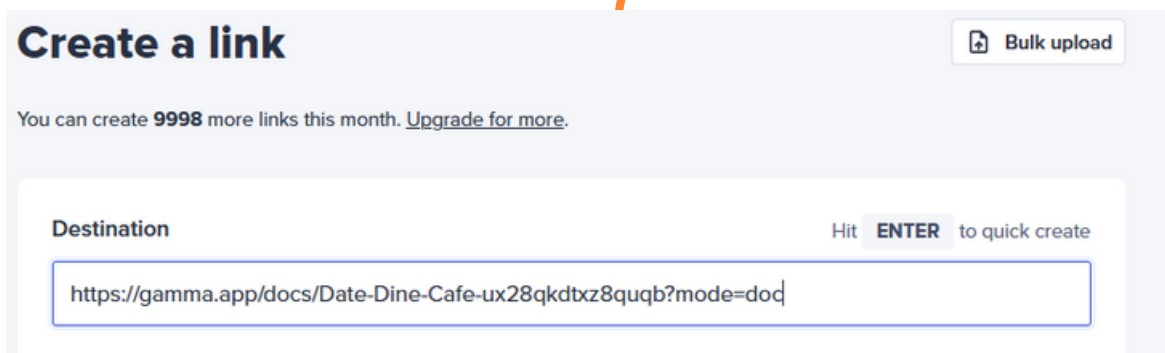 Create a link
Bulk upload
You can create 9998 more links this month. Upgrade for more.
Destination
Hit ENTER to quick create
https://gamma.app/docs/Date-Dine-Cafe-ux28qkdtxz8quqb?mode=doc